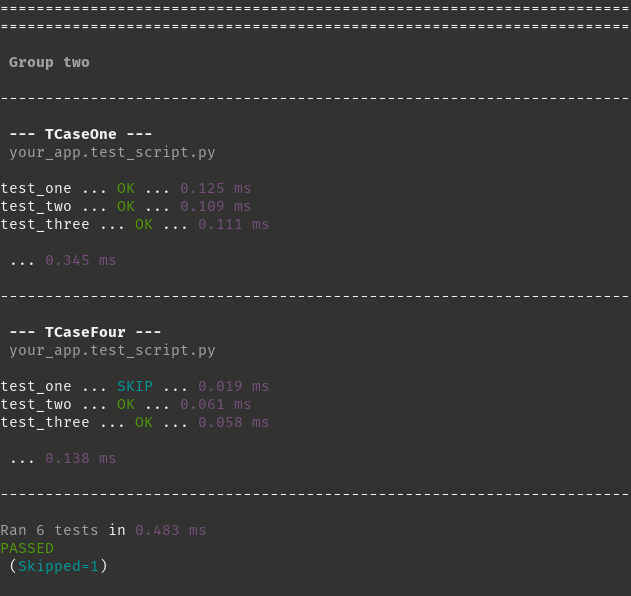 ======================================================================
======================================================================
Group two
----------------------------------------------------------------------
--- TCaseOne ---
your_app.test_script.py
test_one ... OK ... 0.125 ms
test_two ... OK ... 0.109 ms
test_three ... OK ... 0.111 ms
... 0.345 ms
----------------------------------------------------------------------
--- TCaseFour ---
your_app.test_script.py
test_one ... SKIP ... 0.019 ms
test_two ... OK ... 0.061 ms
test_three ... OK ... 0.058 ms
... 0.138 ms
----------------------------------------------------------------------
Ran 6 tests in 0.483 ms
PASSED
(Skipped=1)